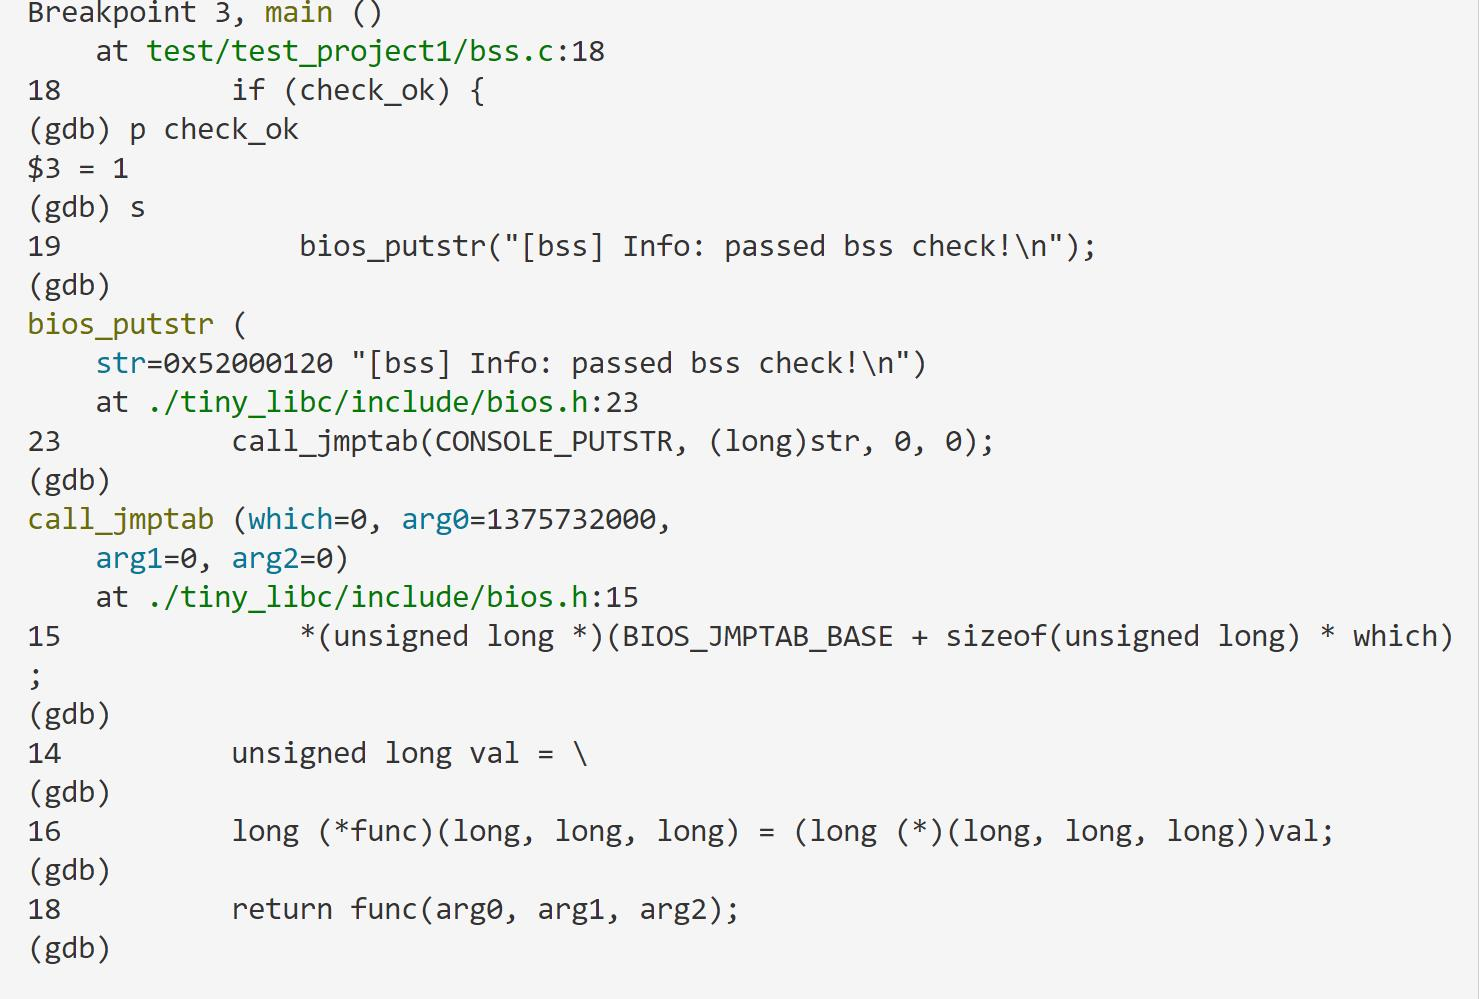 Breakpoint 3, main ()
    at test/test_project1/bss.c:18
18          if (check_ok) {
(gdb) p check_ok
$3 = 1
(gdb) s
19              bios_putstr("[bss] Info: passed bss check!\n");
(gdb)
bios_putstr (
    str=0x52000120 "[bss] Info: passed bss check!\n")
    at ./tiny_libc/include/bios.h:23
23          call_jmptab(CONSOLE_PUTSTR, (long)str, 0, 0);
(gdb)
call_jmptab (which=0, arg0=1375732000,
    arg1=0, arg2=0)
    at ./tiny_libc/include/bios.h:15
15              *(unsigned long *)(BIOS_JMPTAB_BASE + sizeof(unsigned long) * which)
;
(gdb)
14          unsigned long val = \
(gdb)
16          long (*func)(long, long, long) = (long (*)(long, long, long))val;
(gdb)
18          return func(arg0, arg1, arg2);
(gdb)